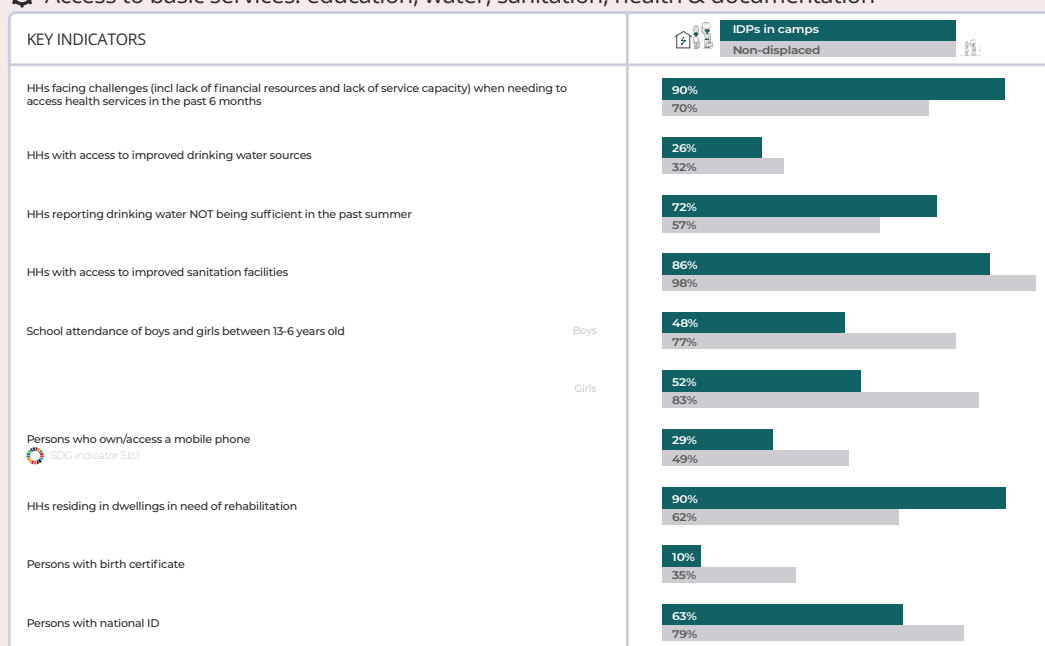 Access to basic services: education, water, sanitation, health & documentation
KEY INDICATORS
IDPs in camps
Non-displaced
HHs facing challenges (incl lack of financial resources and lack of service capacity) when needing to
access health services in the past 6 months
90%
70%
HHs with access to improved drinking water sources
26%
32%
HHs reporting drinking water NOT being sufficient in the past summer
72%
57%
HHs with access to improved sanitation facilities
86%
98%
School attendance of boys and girls between 13-6 years old
Boys
48%
77%
Girls
52%
83%
Persons who own/access a mobile phone
SDG indicator 5.b.1
29%
49%
HHs residing in dwellings in need of rehabilitation
90%
62%
Persons with birth certificate
10%
35%
Persons with national ID
63%
79%